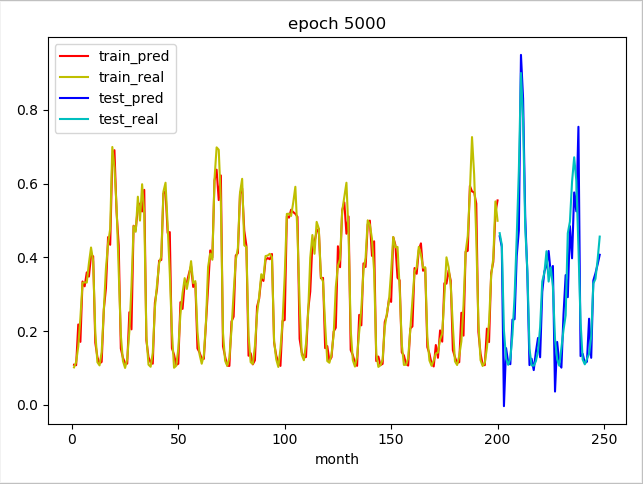 epoch 5000
train_pred
train_real
test_pred
test_real
0.8
0.6
0.4
0.2
0.0
0 50 100 150 200 250
month